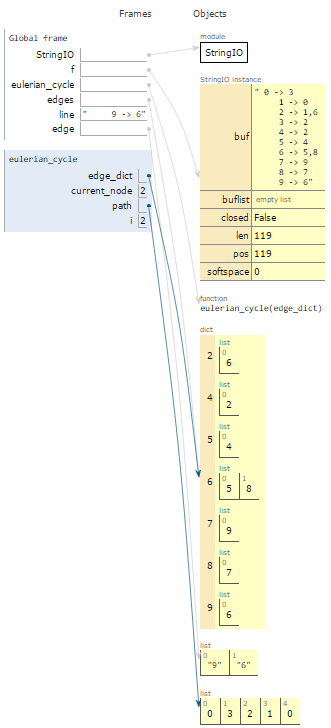 Frames Objects
Global frame
StringIO
f
eulerian_cycle
edges
line " 9 -> 6"
edge
eulerian_cycle
edge_dict
current_node 2
path
i 2
module
StringIO
StringIO instance
buf
" 0 -> 3
1 -> 0
2 -> 1,6
3 -> 2
4 -> 2
5 -> 4
6 -> 5,8
7 -> 9
8 -> 7
9 -> 6"
buflist empty list
closed False
len 119
pos 119
softspace 0
function
eulerian_cycle(edge_dict)
dict
list
0
2 6
list
0
4 2
list
0
5 4
list
0 1
6 5 8
list
0
7 9
list
0
8 7
list
0
9 6
list
0 1
"9" "6"
list
0 1 2 3 4
0 3 2 1 0